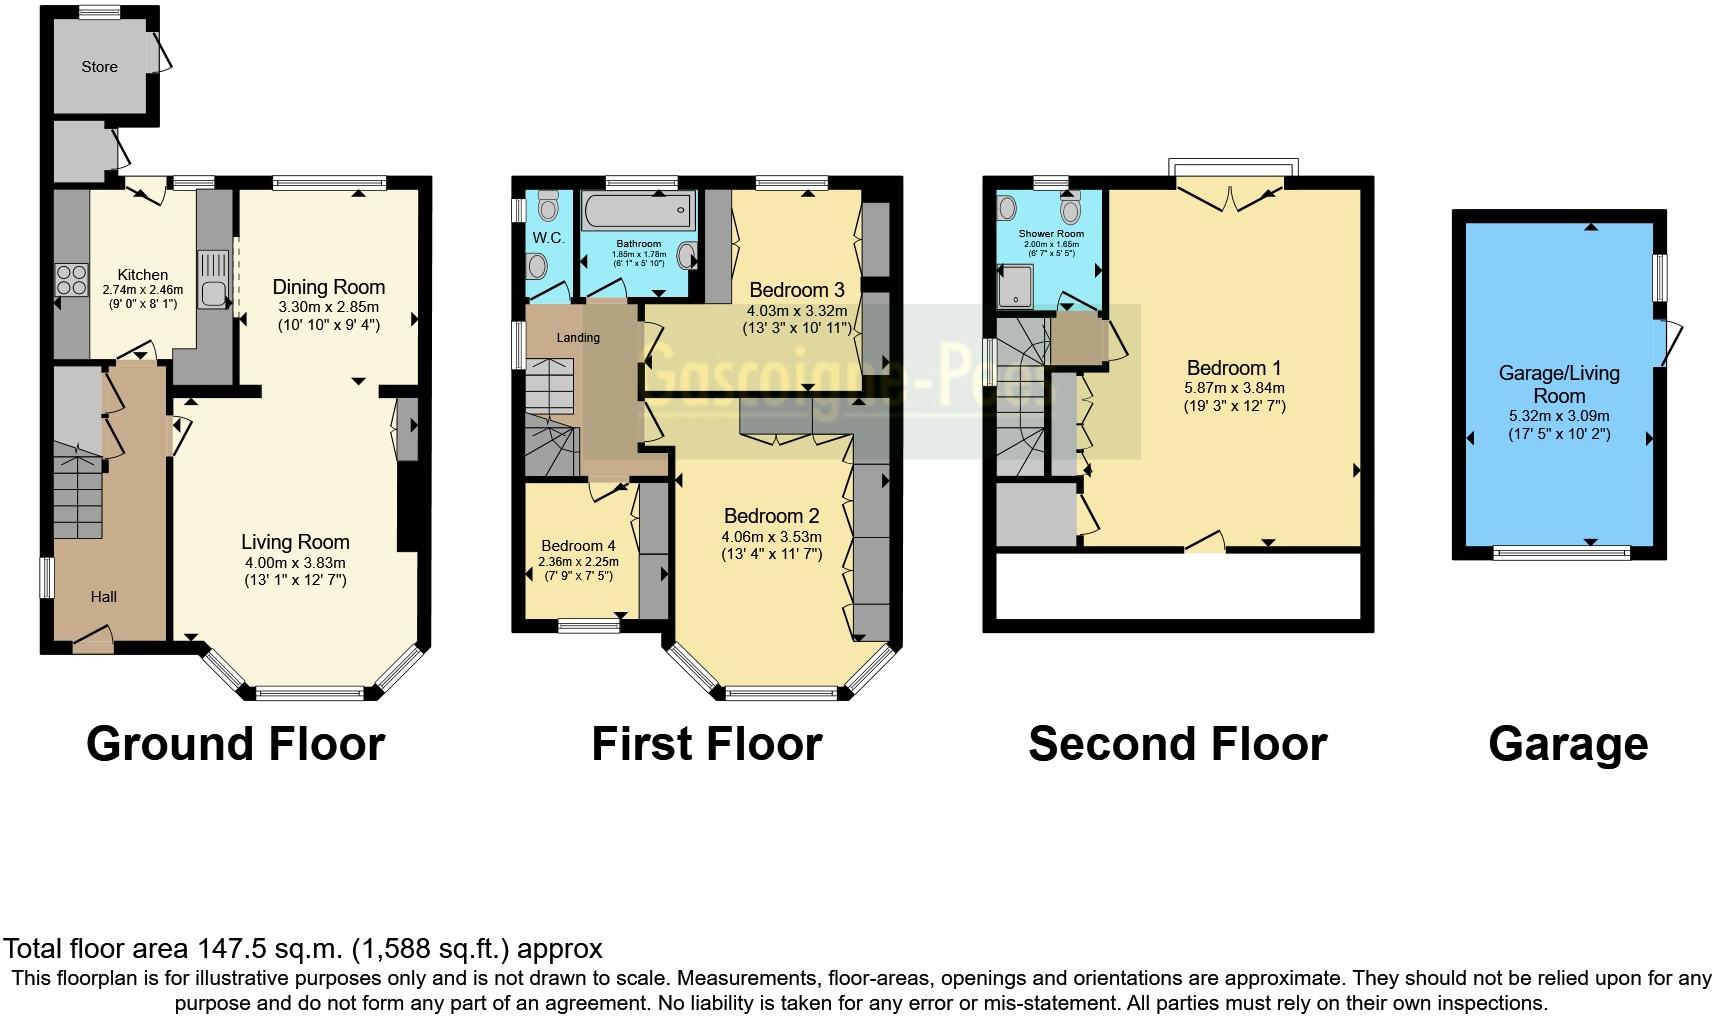 Store
Kitchen
2.74m x 2.46m
(9' 0" x 8' 1")
Dining Room
3.30m x 2.85m
(10' 10" x 9' 4")
Living Room
4.00m x 3.83m
(13' 1" x 12' 7")
Hall
Ground Floor
W.C.
Bathroom
1.85m x 1.78m
(6' 1" x 5' 10")
Bedroom 3
4.03m x 3.32m
(13' 3" x 10' 11")
Landing
Gascoigne-Pees
Bedroom 2
4.06m x 3.53m
(13' 4" x 11' 7")
Bedroom 4
2.36m x 2.25m
(7' 9" x 7' 5")
First Floor
Shower Room
2.00m x 1.65m
(6' 7" x 5' 5")
Bedroom 1
5.87m x 3.84m
(19' 3" x 12' 7")
Second Floor
Garage/Living
Room
5.32m x 3.09m
(17' 5" x 10' 2")
Garage
Total floor area 147.5 sq.m. (1,588 sq.ft.) approx
This floorplan is for illustrative purposes only and is not drawn to scale. Measurements, floor-areas, openings and orientations are approximate. They should not be relied upon for any
purpose and do not form any part of an agreement. No liability is taken for any error or mis-statement. All parties must rely on their own inspections.